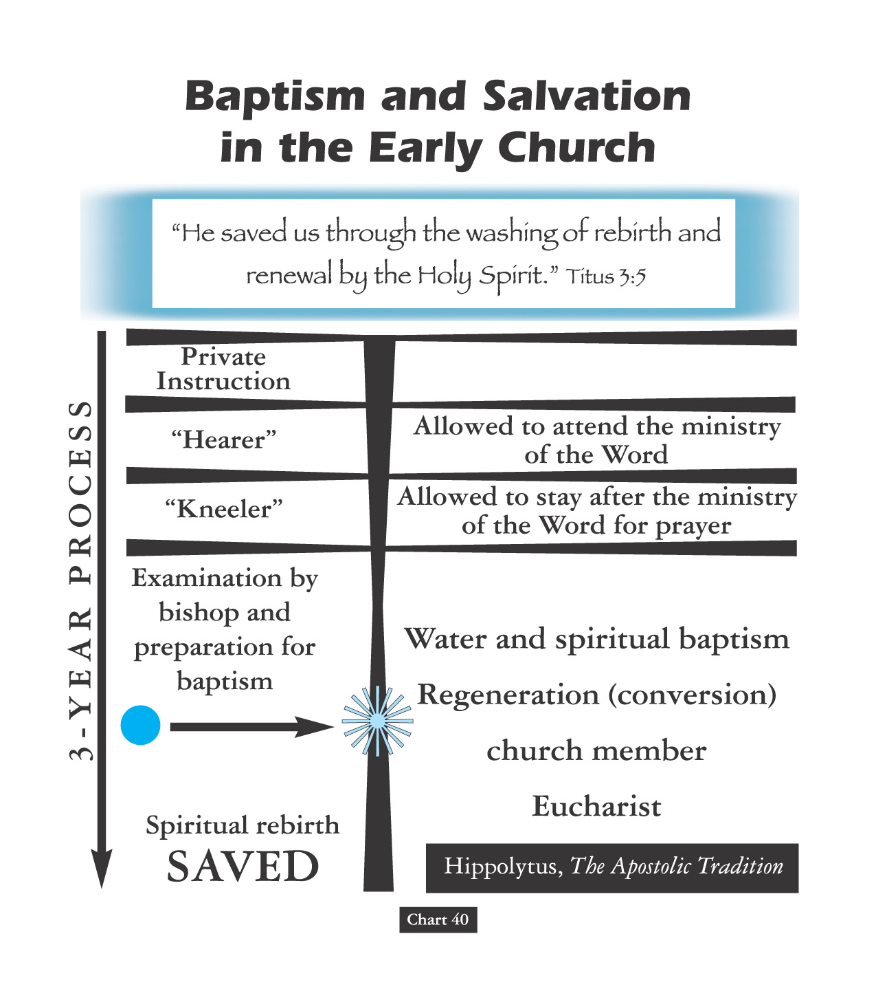 Baptism and Salvation
in the Early Church
“He saved us through the washing of rebirth and
renewal by the Holy Spirit.” Titus 3:5
3-YEAR PROCESS
Private
Instruction
“Hearer”
Allowed to attend the ministry
of the Word
“Kneeler”
Allowed to stay after the ministry
of the Word for prayer
Examination by
bishop and
preparation for
baptism
Water and spiritual baptism
Regeneration (conversion)
church member
Eucharist
Spiritual rebirth
SAVED
Hippolytus, The Apostolic Tradition
Chart 40